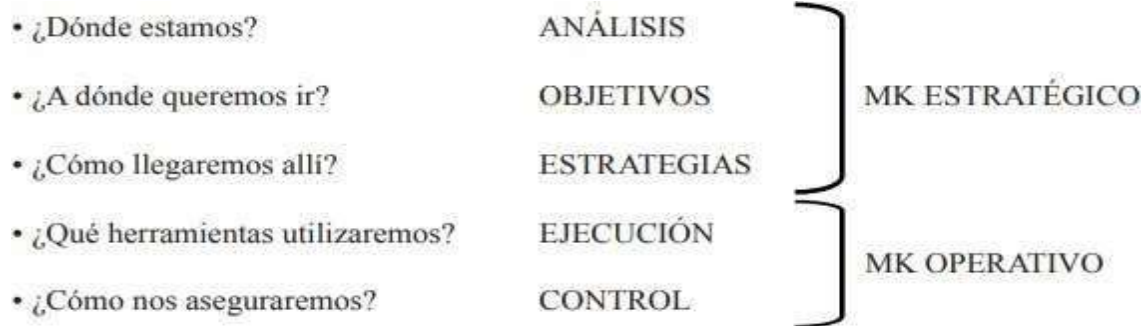 • ¿Dónde estamos? ANÁLISIS
• ¿A dónde queremos ir? OBJETIVOS MK ESTRATÉGICO
• ¿Cómo llegaremos allí? ESTRATEGIAS
• ¿Qué herramientas utilizaremos? EJECUCIÓN
MK OPERATIVO
• ¿Cómo nos aseguraremos? CONTROL